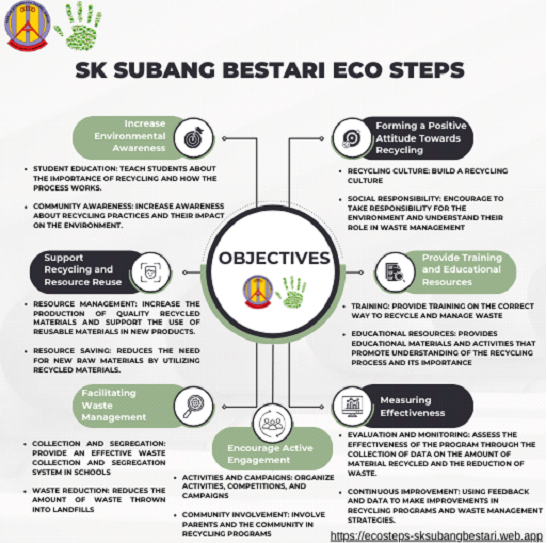 SK SUBANG BESTARI ECO STEPS
Increase
Environmental
Awareness
• STUDENT EDUCATION: TEACH STUDENTS ABOUT
THE IMPORTANCE OF RECYCLING AND HOW THE
PROCESS WORKS.
• COMMUNITY AWARENESS: INCREASE AWARENESS
ABOUT RECYCLING PRACTICES AND THEIR IMPACT
ON THE ENVIRONMENT.
Forming a Positive
Attitude Towards
Recycling
• RECYCLING CULTURE: BUILD A RECYCLING
CULTURE
• SOCIAL RESPONSIBILITY: ENCOURAGE TO
TAKE RESPONSIBILITY FOR THE
ENVIRONMENT AND UNDERSTAND THEIR
ROLE IN WASTE MANAGEMENT
OBJECTIVES
Support
Recycling and
Resource Reuse
• RESOURCE MANAGEMENT: INCREASE THE
PRODUCTION OF QUALITY RECYCLED
MATERIALS AND SUPPORT THE USE OF
REUSABLE MATERIALS IN NEW PRODUCTS.
• RESOURCE SAVING: REDUCES THE NEED
FOR NEW RAW MATERIALS BY UTILIZING
RECYCLED MATERIALS.
Provide Training
and Educational
Resources
• TRAINING: PROVIDE TRAINING ON THE CORRECT
WAY TO RECYCLE AND MANAGE WASTE
• EDUCATIONAL RESOURCES: PROVIDES
EDUCATIONAL MATERIALS AND ACTIVITIES THAT
PROMOTE UNDERSTANDING OF THE RECYCLING
PROCESS AND ITS IMPORTANCE
Facilitating
Waste
Management
• COLLECTION AND SEGREGATION:
PROVIDE AN EFFECTIVE WASTE
COLLECTION AND SEGREGATION
SYSTEM IN SCHOOLS
• WASTE REDUCTION: REDUCES THE
AMOUNT OF WASTE THROWN
INTO LANDFILLS
Encourage Active
Engagement
• ACTIVITIES AND CAMPAIGNS: ORGANIZE
ACTIVITIES, COMPETITIONS, AND
CAMPAIGNS
• COMMUNITY INVOLVEMENT: INVOLVE
PARENTS AND THE COMMUNITY IN
RECYCLING PROGRAMS
Measuring
Effectiveness
• EVALUATION AND MONITORING: ASSESS THE
EFFECTIVENESS OF THE PROGRAM THROUGH THE
COLLECTION OF DATA ON THE AMOUNT OF
MATERIAL RECYCLED AND THE REDUCTION OF
WASTE.
• CONTINUOUS IMPROVEMENT: USING FEEDBACK
AND DATA TO MAKE IMPROVEMENTS IN
RECYCLING PROGRAMS AND WASTE MANAGEMENT
STRATEGIES.
https://ecosteps-sksubangbestari.web.app